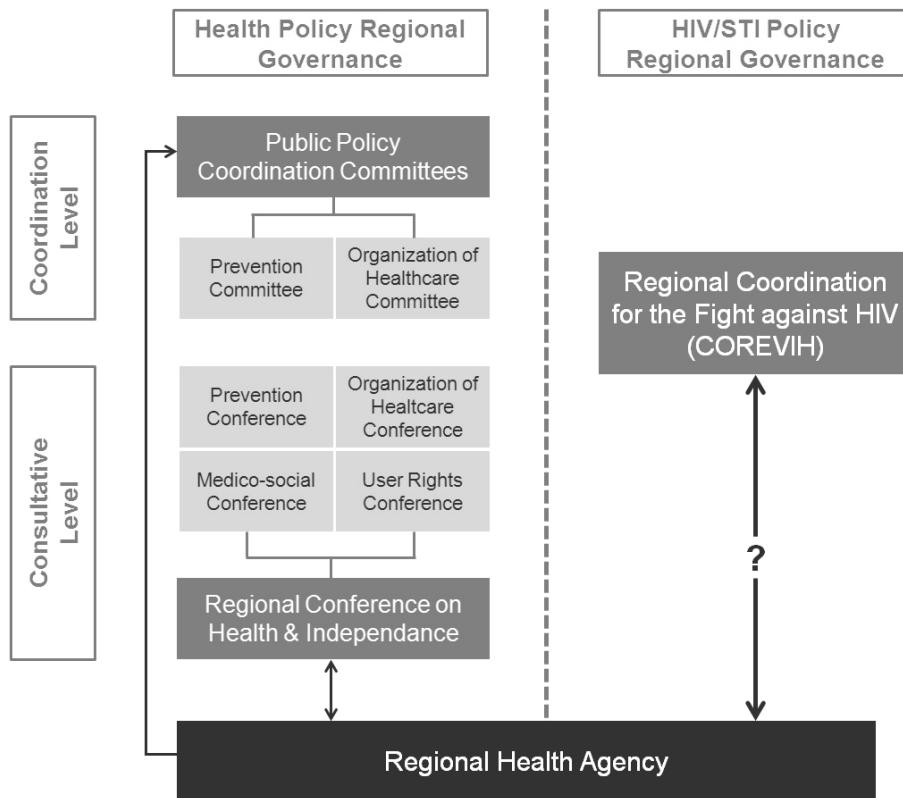 Health Policy Regional
Governance
HIV/STI Policy
Regional Governance
Coordination
Level
Public Policy
Coordination Committees
Prevention
Committee
Organization of
Healthcare
Committee
Regional Coordination
for the Fight against HIV
(COREVIH)
Consultative
Level
Prevention
Conference
Organization of
Healtcare
Conference
Medico-social
Conference
User Rights
Conference
?
Regional Conference on
Health & Independance
Regional Health Agency